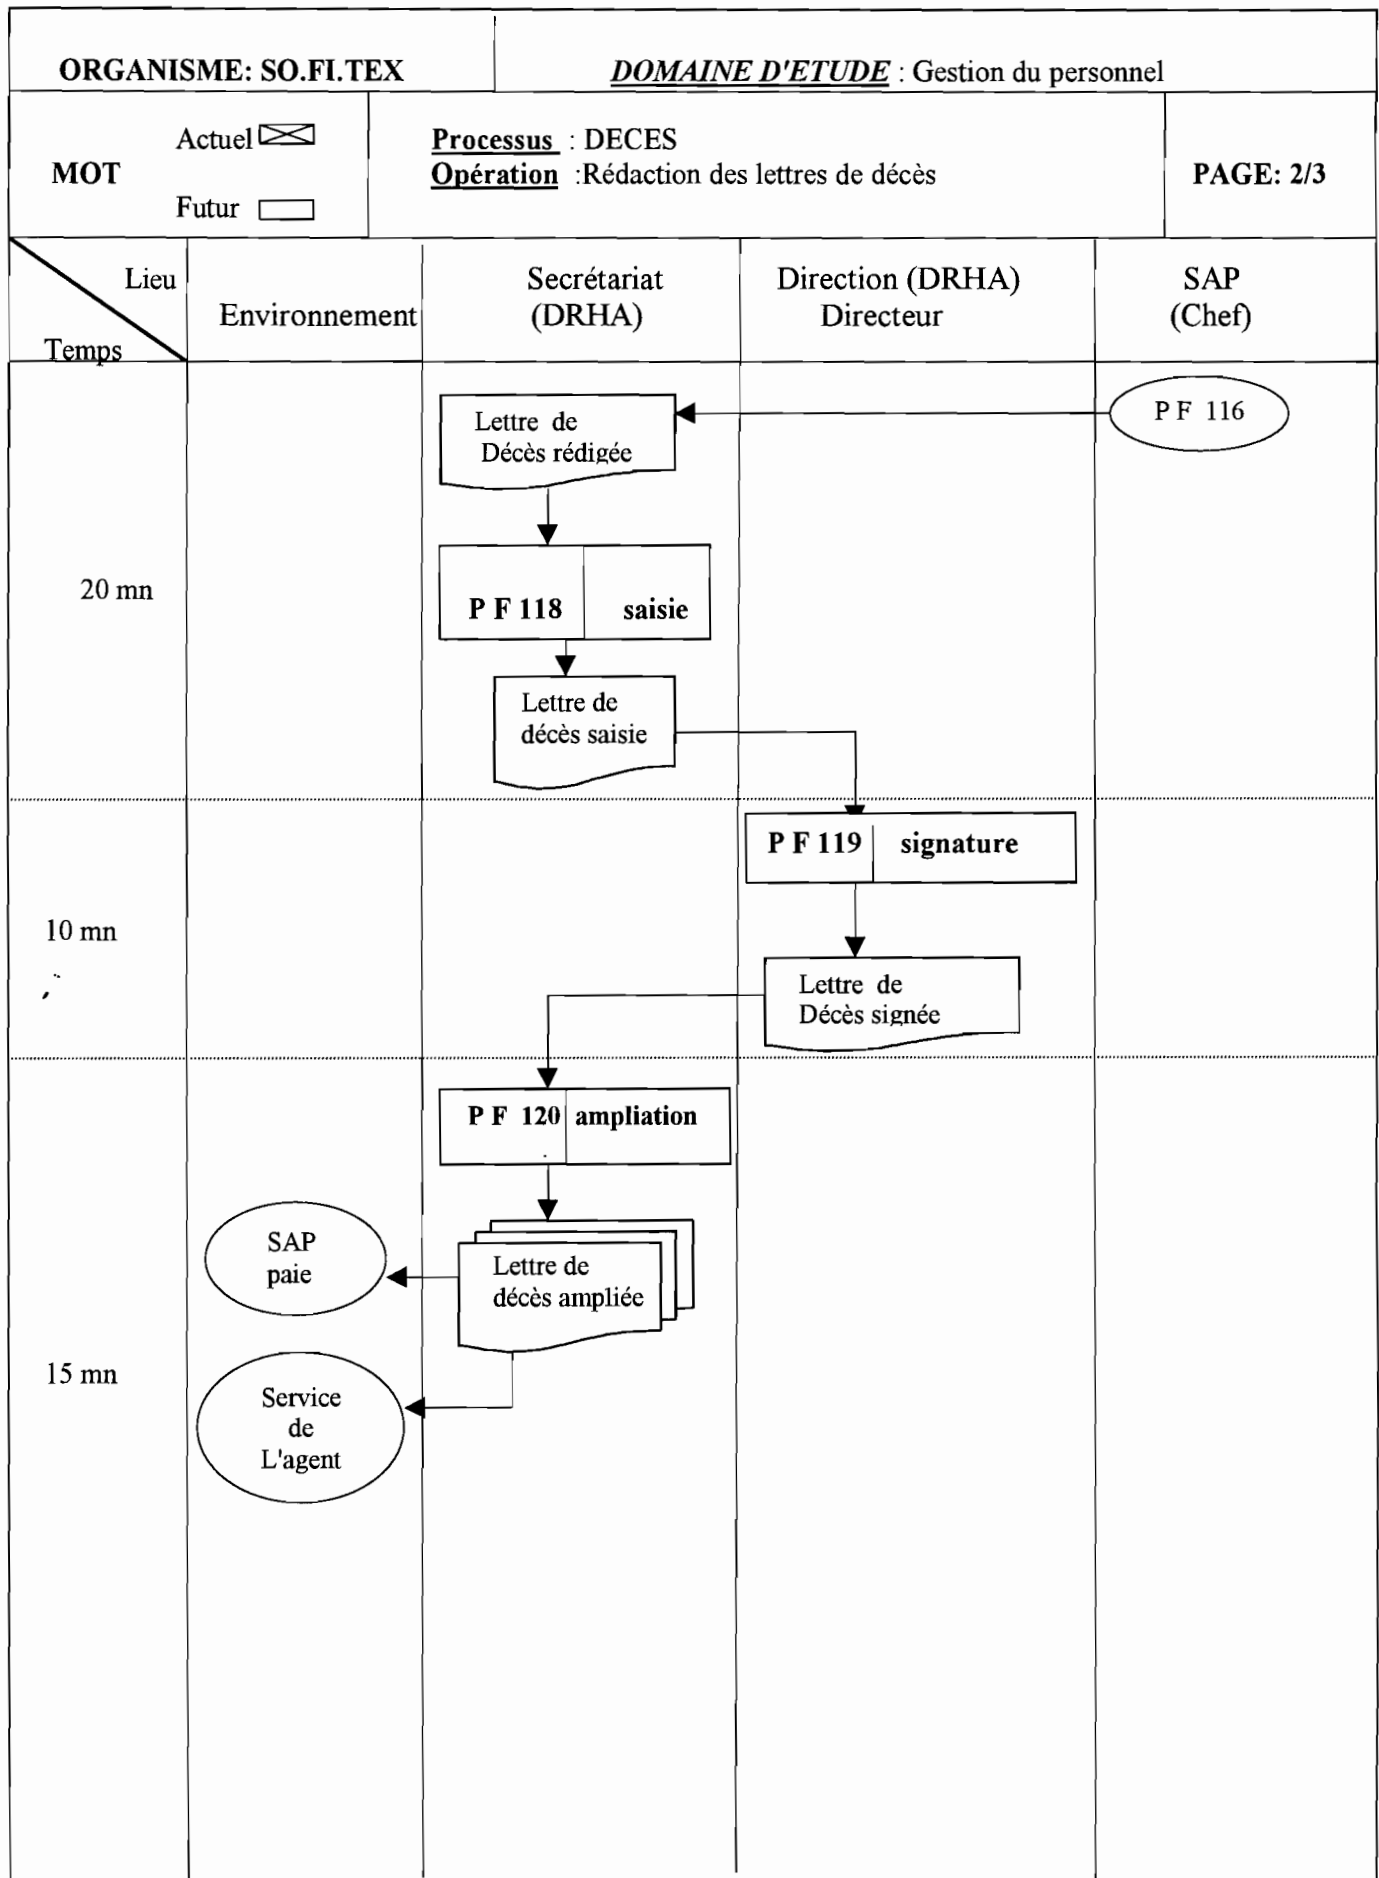 ORGANISME: SO.FI.TEX
DOMAINE D'ETUDE : Gestion du personnel
MOT
Actuel
Futur
Processus : DECES
Opération :Rédaction des lettres de décès
PAGE: 2/3
Lieu
Temps
Environnement
Secrétariat
(DRHA)
Direction (DRHA)
Directeur
SAP
(Chef)
P F 116
Lettre de
Décès rédigée
20 mn
P F 118 saisie
Lettre de
décès saisie
P F 119 signature
10 mn
Lettre de
Décès signée
P F 120 ampliation
SAP
paie
Lettre de
décès ampliée
15 mn
Service
de
L'agent